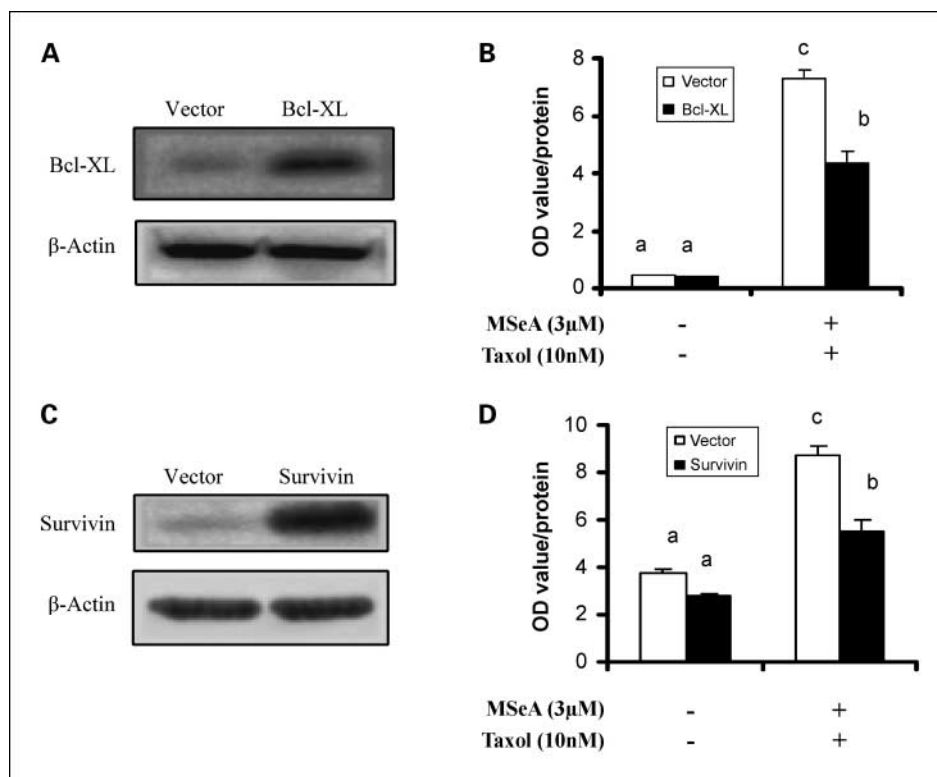 A
Vector Bcl-XL
Bcl-XL
β-Actin
B
8
6
4
2
0
OD value/protein
Vector
Bcl-XL
a a
c
b
MSeA (3μM) - +
Taxol (10nM) - +
C
Vector Survivin
Survivin
β-Actin
D
10
8
6
4
2
0
OD value/protein
Vector
Survivin
a
a
c
b
MSeA (3μM) - +
Taxol (10nM) - +